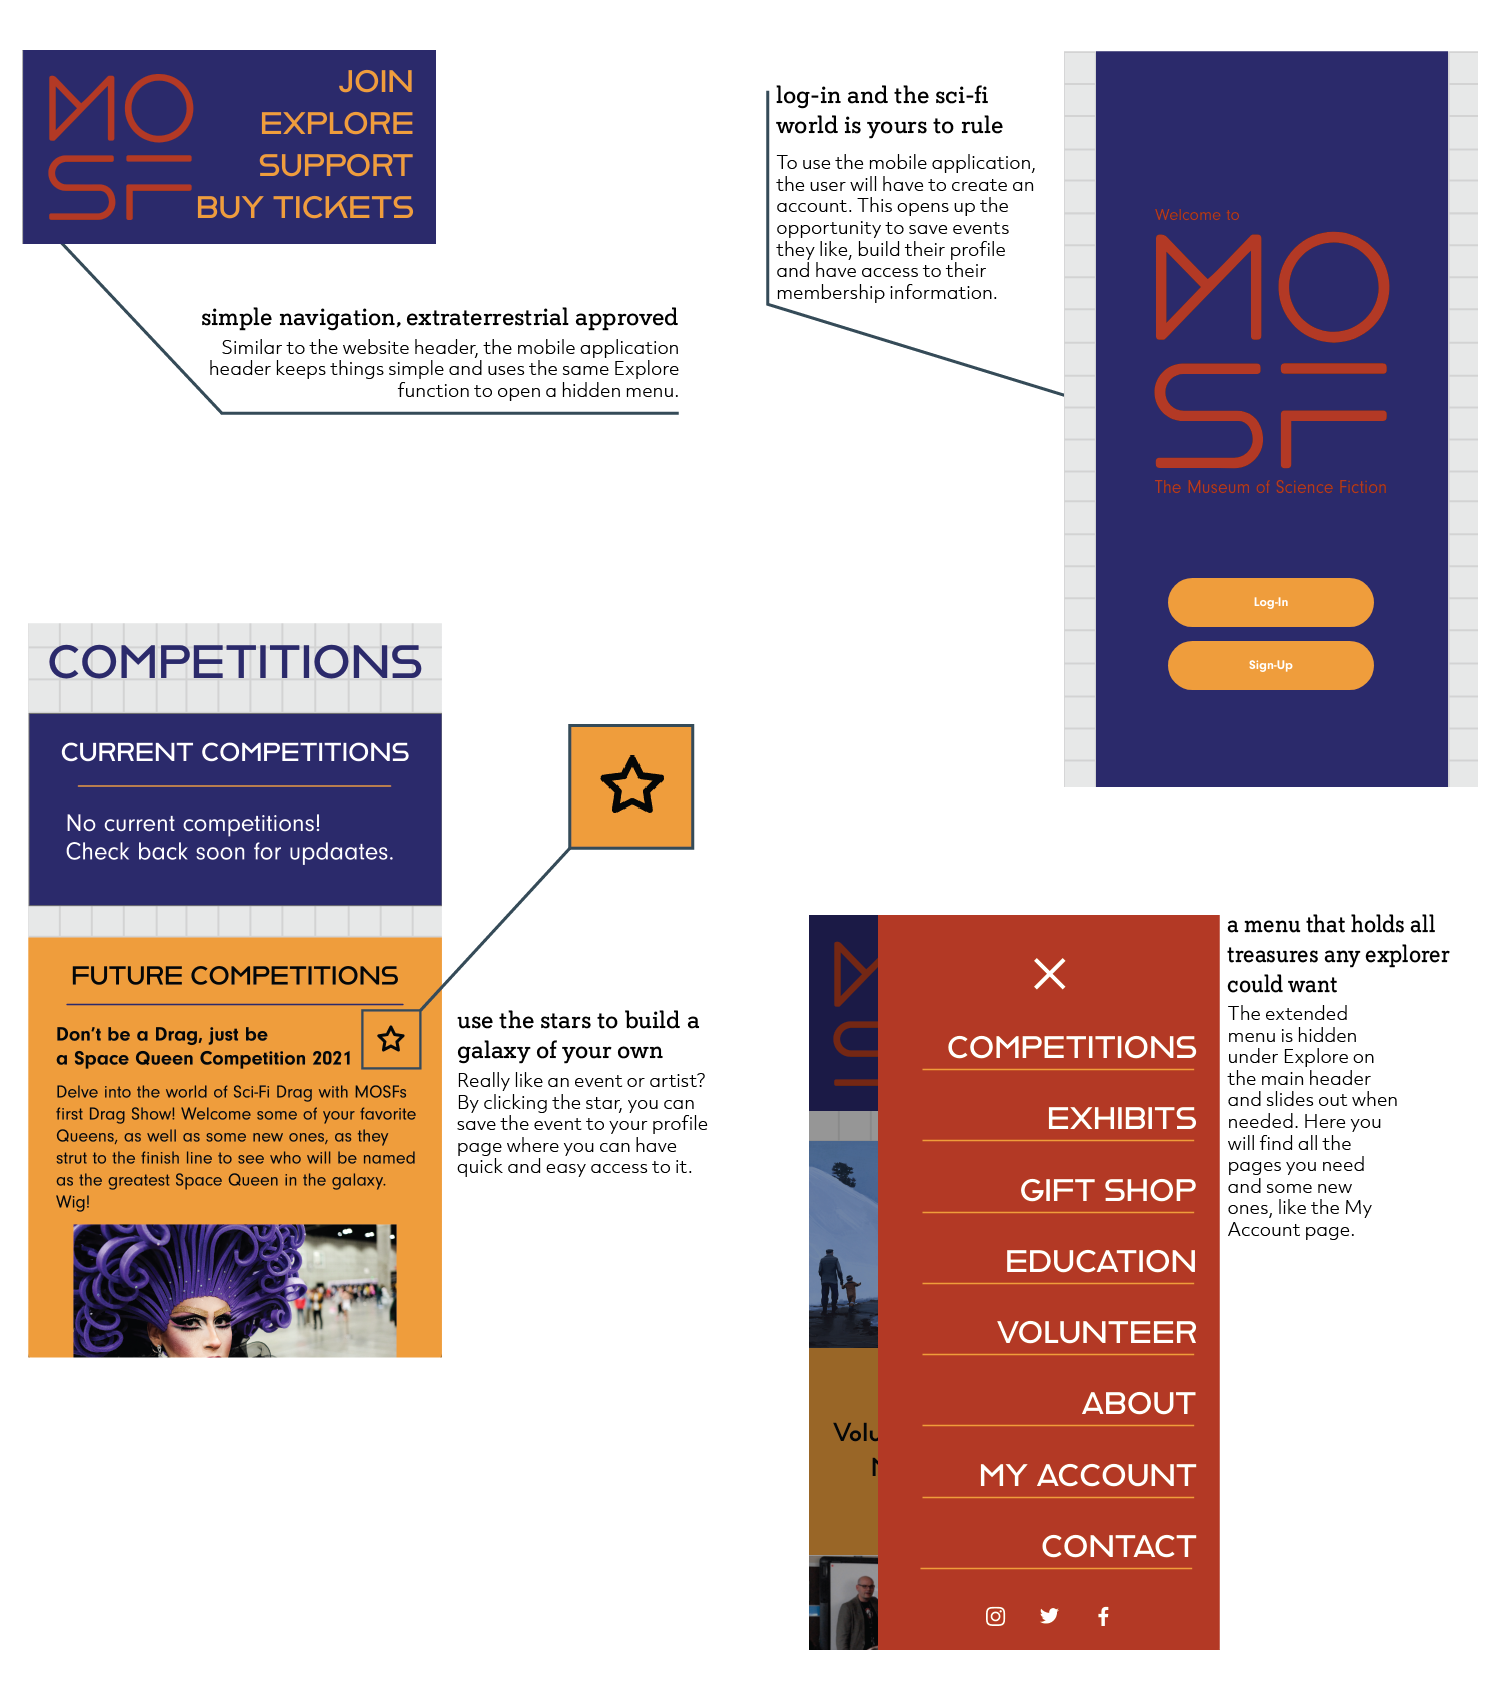 MO
SF
JOIN
EXPLORE
SUPPORT
BUY TICKETS
simple navigation, extraterrestrial approved
Similar to the website header, the mobile application
header keeps things simple and uses the same Explore
function to open a hidden menu.
log-in and the sci-fi
world is yours to rule
To use the mobile application,
the user will have to create an
account. This opens up the
opportunity to save events
they like, build their profile
and have access to their
membership information.
Welcome to
MO
SF
The Museum of Science Fiction
Log-In
Sign-Up
COMPETITIONS
CURRENT COMPETITIONS
No current competitions!
Check back soon for updaates.
FUTURE COMPETITIONS
Don't be a Drag, just be
a Space Queen Competition 2021
Delve into the world of Sci-Fi Drag with MOSFs
first Drag Show! Welcome some of your favorite
Queens, as well as some new ones, as they
strut to the finish line to see who will be named
as the greatest Space Queen in the galaxy.
Wig!
use the stars to build a
galaxy of your own
Really like an event or artist?
By clicking the star, you can
save the event to your profile
page where you can have
quick and easy access to it.
M
S
Volu
COMPETITIONS
EXHIBITS
GIFT SHOP
EDUCATION
VOLUNTEER
ABOUT
MY ACCOUNT
CONTACT
a menu that holds all
treasures any explorer
could want
The extended
menu is hidden
under Explore on
the main header
and slides out when
needed. Here you
will find all the
pages you need
and some new
ones, like the My
Account page.